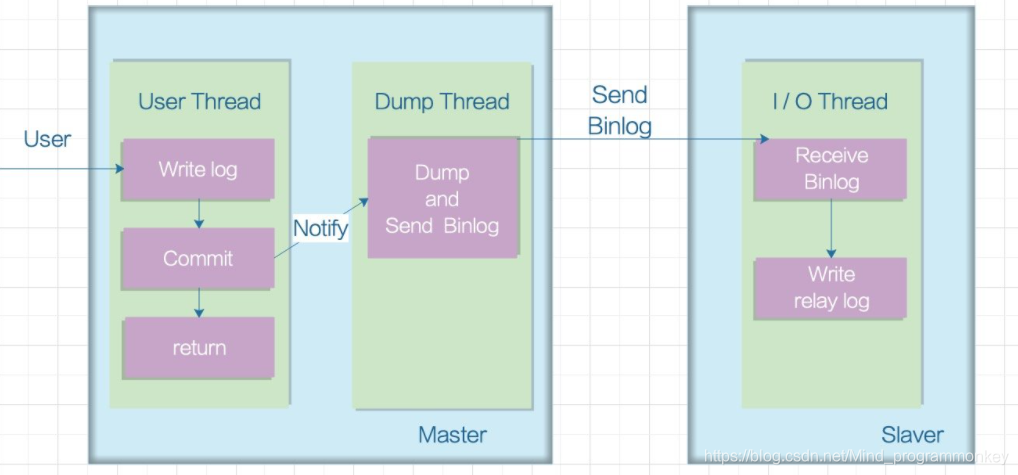 User
User Thread
Write log
Commit
return
Notify
Dump Thread
Dump
and
Send Binlog
Master
Send
Binlog
I / O Thread
Receive
Binlog
Write
relay log
Slaver
https://blog.csdn.net/Mind_programmonkey